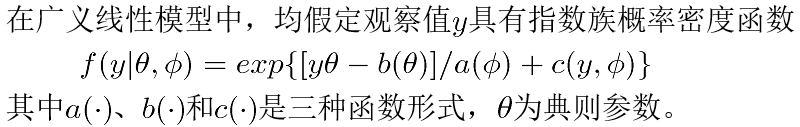 在广义线性模型中，均假定观察值y具有指数族概率密度函数
f(y|θ, ϕ) = exp{[yθ − b(θ)]/a(ϕ) + c(y, ϕ)}
其中a(·)、b(·)和c(·)是三种函数形式，θ为典则参数。